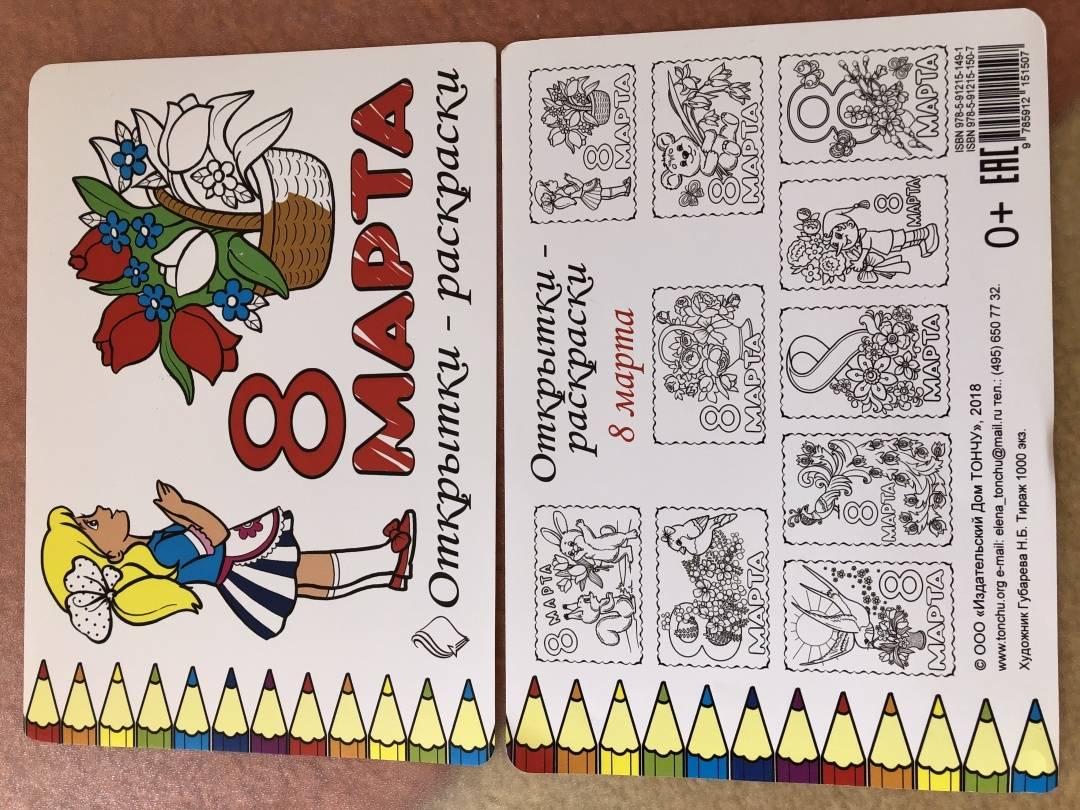 8
МАРТА
Открытки - раскраски
Открытки -
раскраски
8 марта
8
МАРТА
8
МАРТА
8
МАРТА
8
МАРТА
8
МАРТА
8 МАРТА
8
МАРТА
8
МАРТА
8
МАРТА
8
МАРТА
© ООО «Издательский Дом ТОНЧУ», 2018
www.tonchu.org e-mail: elena_tonchu@mail.ru тел.: (495) 650 77 32.
Художник Губарева Н.Б. Тираж 1000 экз.
0+
ЕАС
ISBN 978-5-91215-149-1
ISBN 978-5-91215-150-7
9 785912 151507